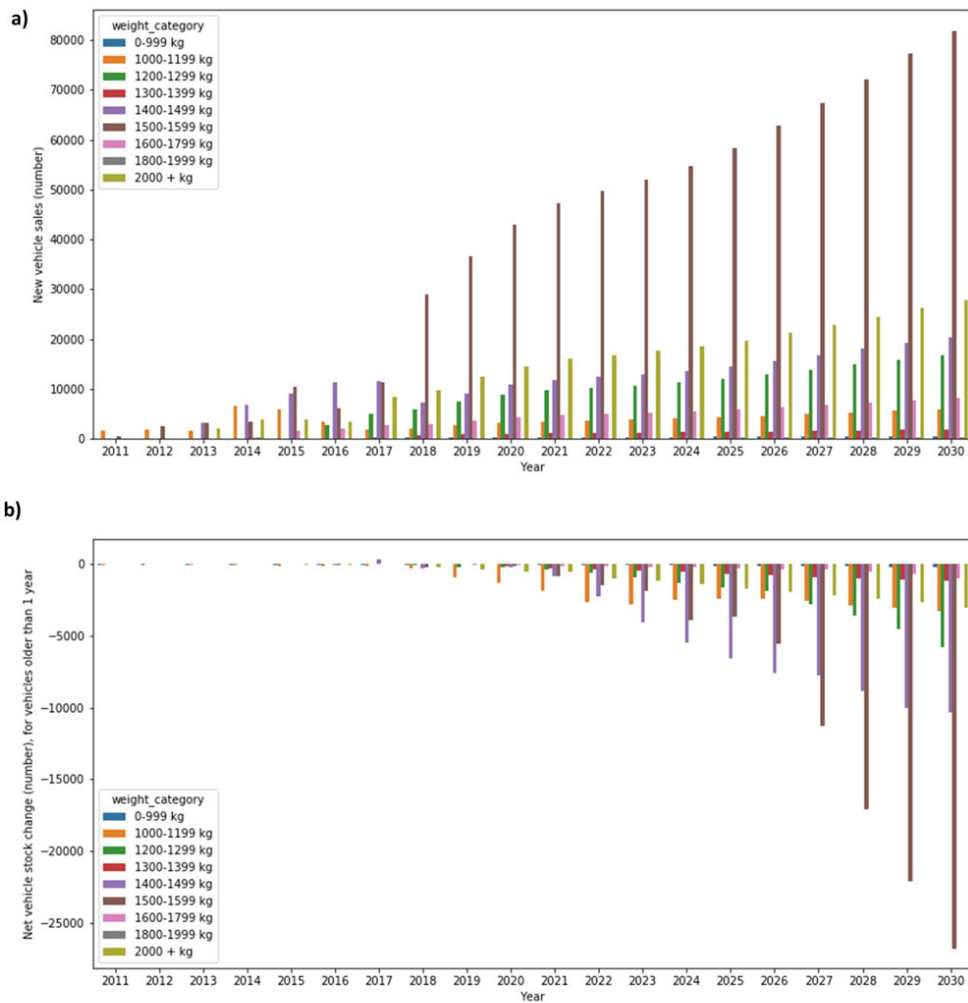 a)
weight_category
0-999 kg
1000-1199 kg
1200-1299 kg
1300-1399 kg
1400-1499 kg
1500-1599 kg
1600-1799 kg
1800-1999 kg
2000 + kg
New vehicle sales (number)
80000
70000
60000
50000
40000
30000
20000
10000
0
2011 2012 2013 2014 2015 2016 2017 2018 2019 2020 2021 2022 2023 2024 2025 2026 2027 2028 2029 2030
Year
b)
Net vehicle stock change (number), for vehicles older than 1 year
0
−5000
−10000
−15000
−20000
−25000
weight_category
0-999 kg
1000-1199 kg
1200-1299 kg
1300-1399 kg
1400-1499 kg
1500-1599 kg
1600-1799 kg
1800-1999 kg
2000 + kg
2011 2012 2013 2014 2015 2016 2017 2018 2019 2020 2021 2022 2023 2024 2025 2026 2027 2028 2029 2030
Year